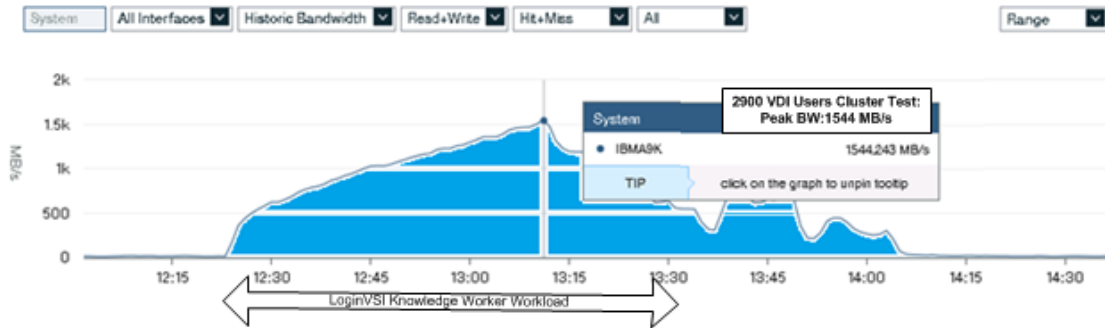 System All Interfaces Historic Bandwidth Read+Write Hit+Miss All Range
2k
1.5k
1k
500
0
MB/s
2900 VDI Users Cluster Test:
Peak BW:1544 MB/s
System
IBMA9K 1544.243 MB/s
TIP click on the graph to unpin tooltip
12:15 12:30 12:45 13:00 13:15 13:30 13:45 14:00 14:15 14:30
LoginVSI Knowledge Worker Workload